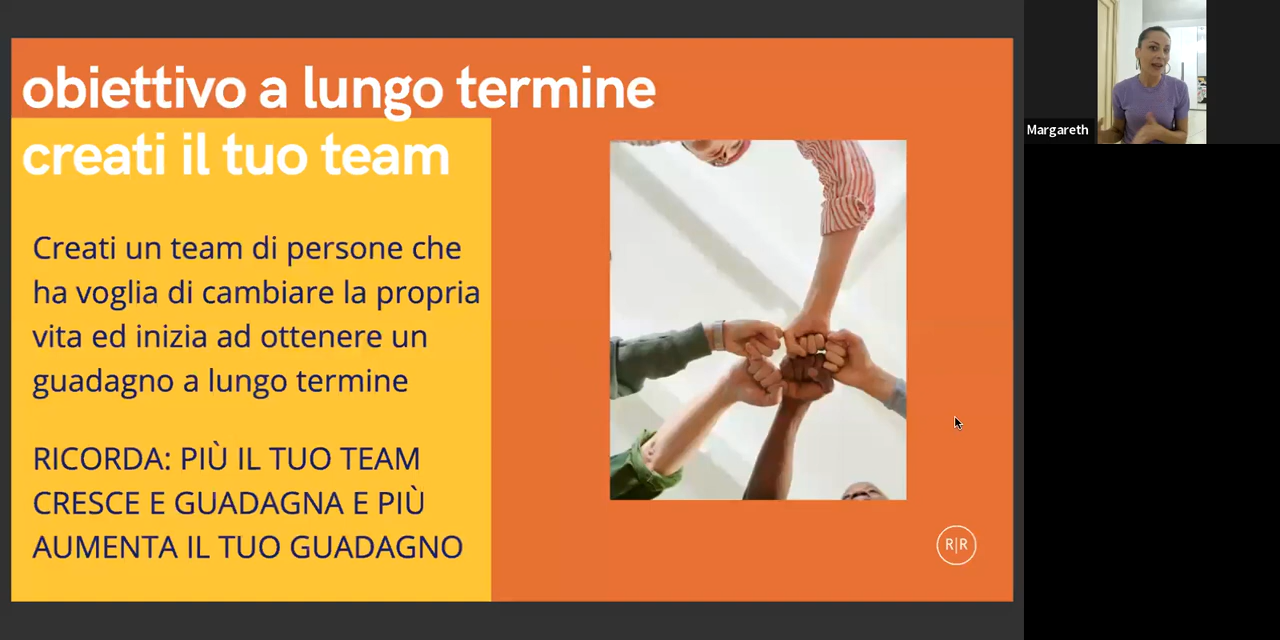 obiettivo a lungo termine
creati il tuo team
Creati un team di persone che
ha voglia di cambiare la propria
vita ed inizia ad ottenere un
guadagno a lungo termine
RICORDA: PIÙ IL TUO TEAM
CRESCE E GUADAGNA E PIÙ
AUMENTA IL TUO GUADAGNO
R|R
Margareth